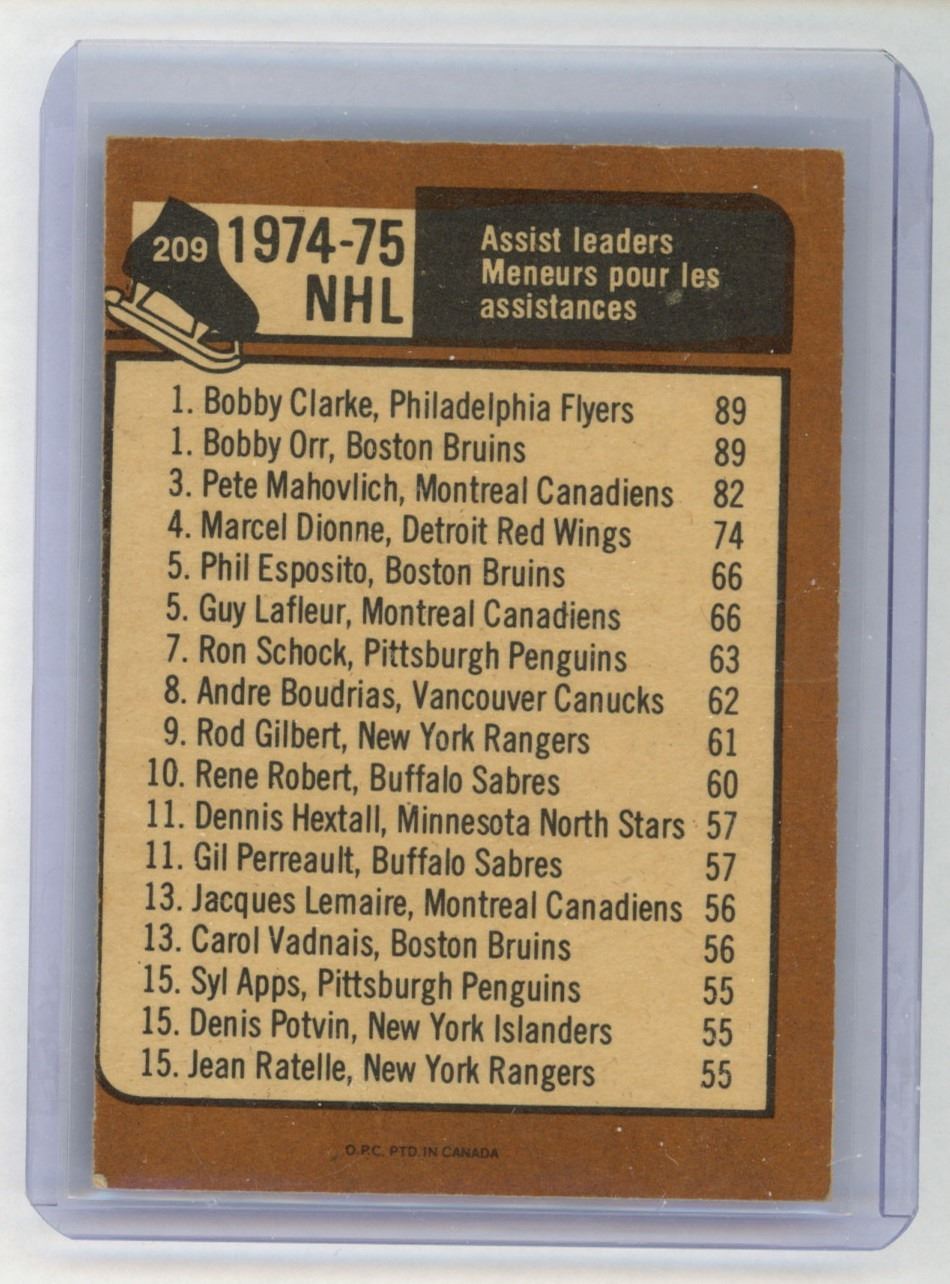 209
1974-75
NHL
Assist leaders
Meneurs pour les
assistances
1. Bobby Clarke, Philadelphia Flyers 89
1. Bobby Orr, Boston Bruins 89
3. Pete Mahovlich, Montreal Canadiens 82
4. Marcel Dionne, Detroit Red Wings 74
5. Phil Esposito, Boston Bruins 66
5. Guy Lafleur, Montreal Canadiens 66
7. Ron Schock, Pittsburgh Penguins 63
8. Andre Boudrias, Vancouver Canucks 62
9. Rod Gilbert, New York Rangers 61
10. Rene Robert, Buffalo Sabres 60
11. Dennis Hextall, Minnesota North Stars 57
11. Gil Perreault, Buffalo Sabres 57
13. Jacques Lemaire, Montreal Canadiens 56
13. Carol Vadnais, Boston Bruins 56
15. Syl Apps, Pittsburgh Penguins 55
15. Denis Potvin, New York Islanders 55
15. Jean Ratelle, New York Rangers 55
O.P.C. PTD. IN CANADA